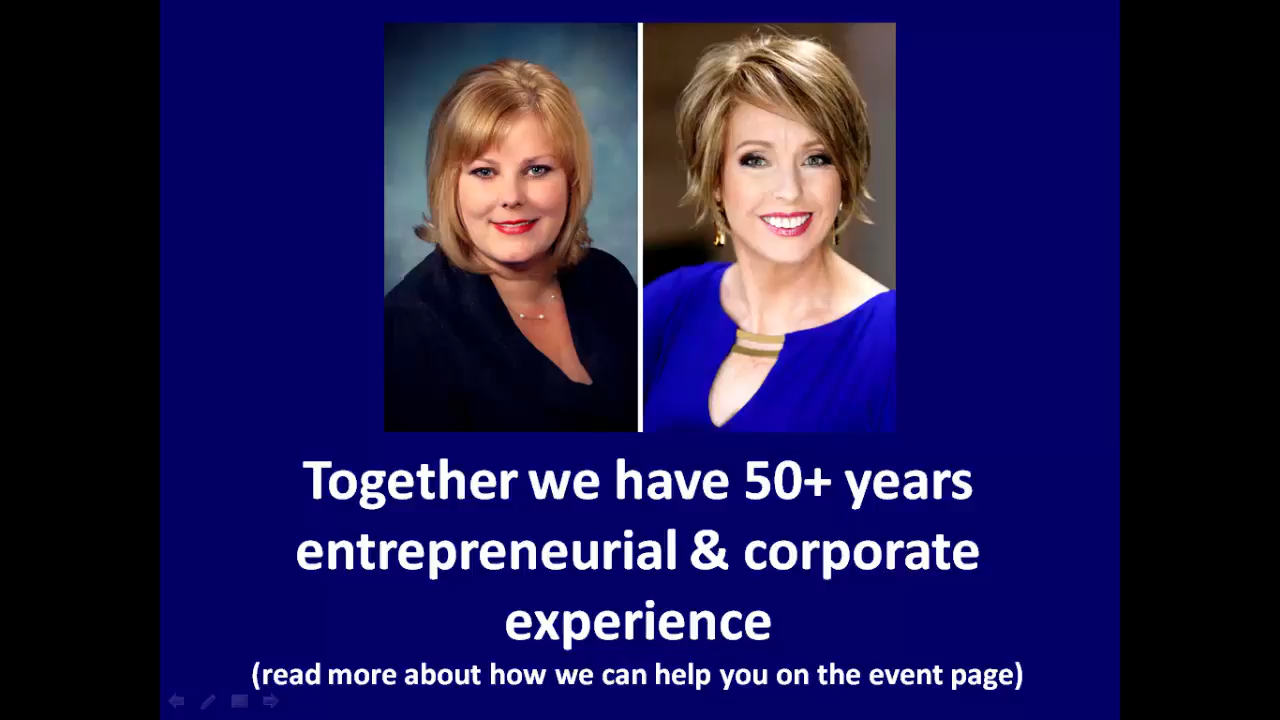 Together we have 50+ years
entrepreneurial & corporate
experience
(read more about how we can help you on the event page)